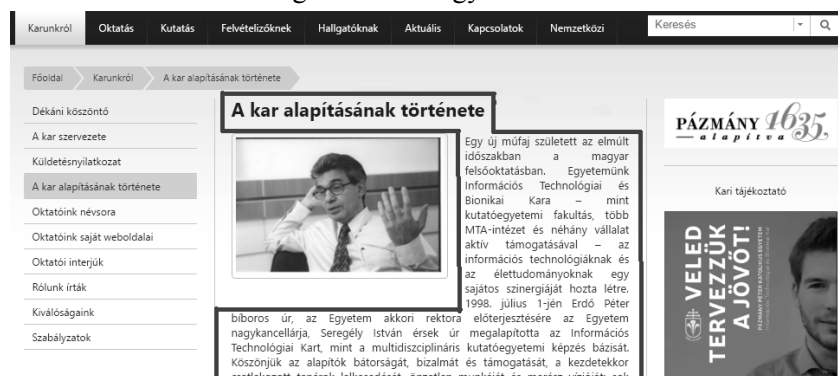 Karunkról Oktatás Kutatás Felvételizőknek Hallgatóknak Aktuális Kapcsolatok Nemzetközi Keresés
Főoldal Karunkról A kar alapításának története
Dékáni köszöntő
A kar szervezete
Küldetésnyilatkozat
A kar alapításának története
Oktatóink névsora
Oktatóink saját weboldalai
Oktatói interjúk
Rólunk írták
Kiválóságaink
Szabályzatok
A kar alapításának története
Egy új műfaj született az elmúlt
időszakban a magyar
felsőoktatásban. Egyetemünk
Információs Technológiai és
Bionikai Kara – mint
kutatóegyetemi fakultás, több
MTA-intézet és néhány vállalat
aktív támogatásával – az
információs technológiáknak és
az élettudományoknak egy
sajátos szinergiáját hozta létre.
1998. július 1-jén Erdő Péter
bíboros úr, az Egyetem akkori rektora előterjesztésére az Egyetem
nagykancellárja, Seregély István érsek úr megalapította az Információs
Technológiai Kart, mint a multidiszciplináris kutatóegyetemi képzés bázisát.
Köszönjük az alapítók bátorságát, bizalmát és támogatását, a kezdetekkor
PÁZMÁNY 1635
alapítva
Kari tájékoztató
VELED
TERVEZZÜK
A JÖVŐT!
PÁZMÁNY PÉTER KATOLIKUS EGYETEM